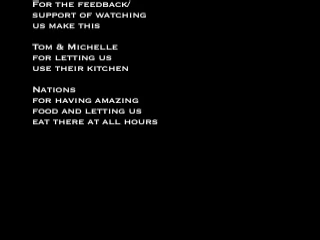 For the feedback/
support of watching
us make this
Tom & Michelle
for letting us
use their kitchen
Nations
for having amazing
food and letting us
eat there at all hours